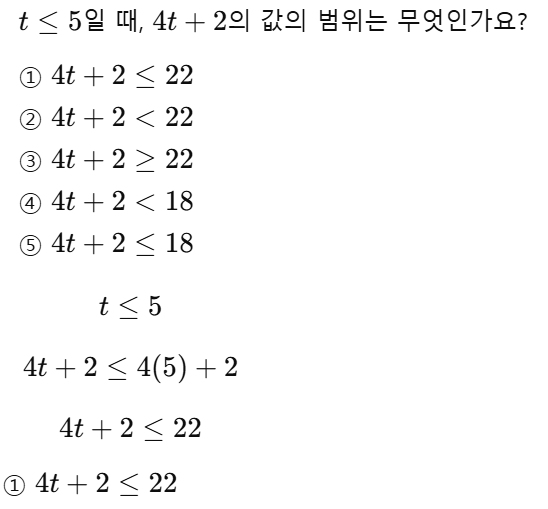 t ≤ 5일 때, 4t + 2의 값의 범위는 무엇인가요?
① 4t + 2 ≤ 22
② 4t + 2 < 22
③ 4t + 2 ≥ 22
④ 4t + 2 < 18
⑤ 4t + 2 ≤ 18
t ≤ 5
4t + 2 ≤ 4(5) + 2
4t + 2 ≤ 22
① 4t + 2 ≤ 22